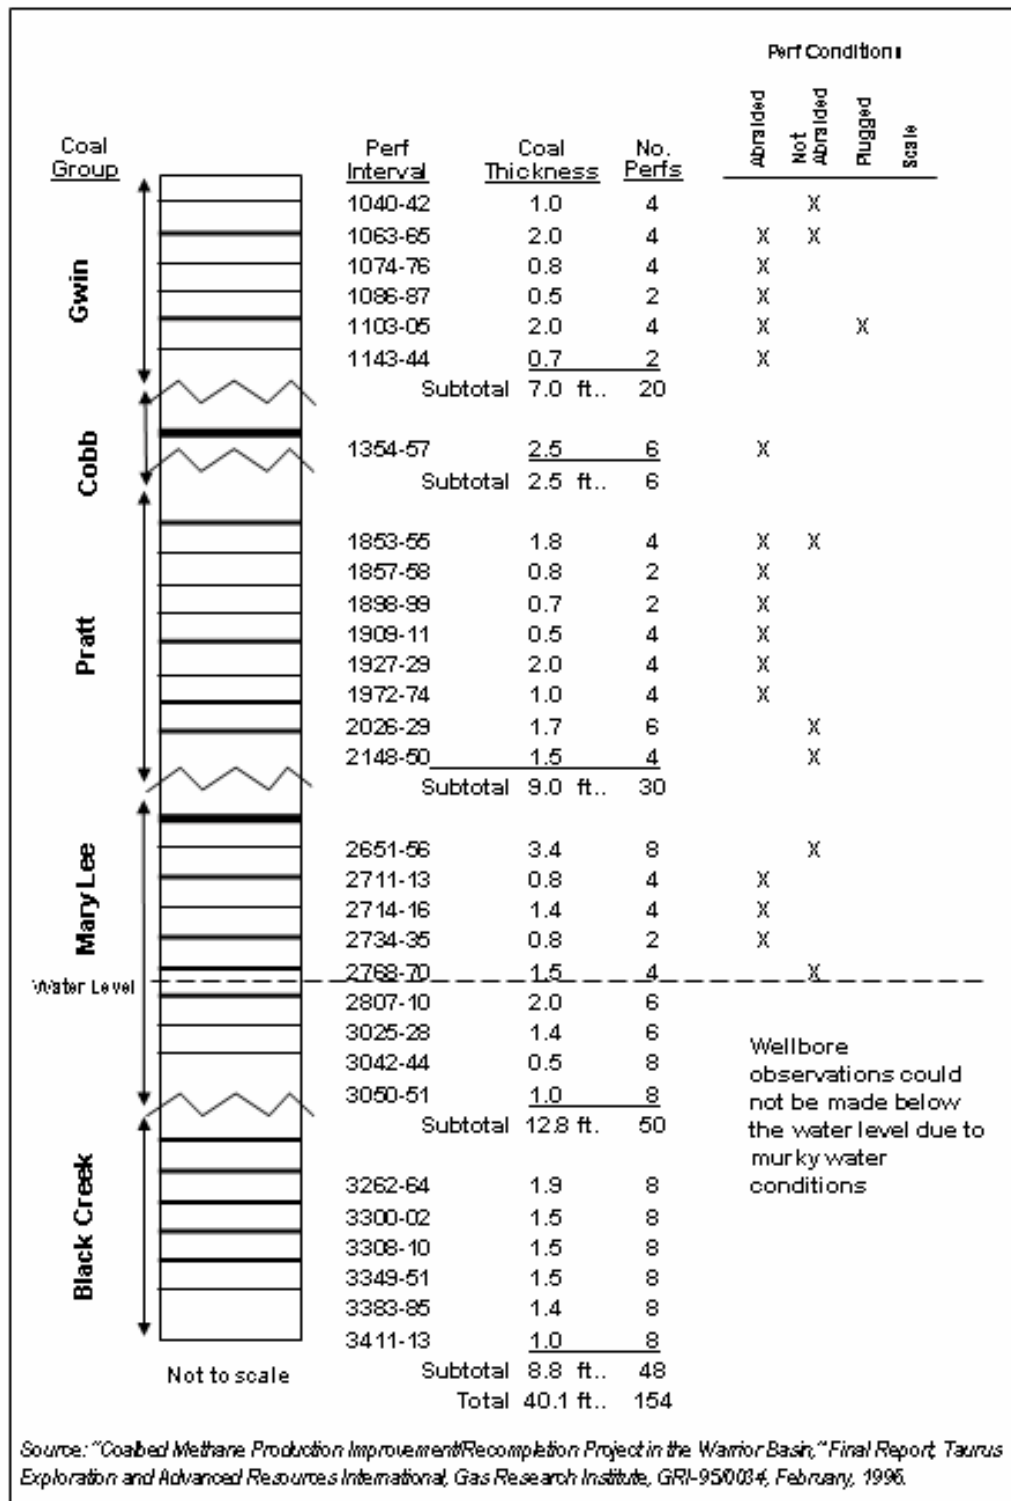 Perf Conditions
Abraided
Not Abraided
Plugged
Scale
Coal Group
Perf Interval
Coal Thickness
No. Perfs
Gwin
1040-42 1.0 4 X
1063-65 2.0 4 X X
1074-76 0.8 4 X
1086-87 0.5 2 X
1103-05 2.0 4 X X
1143-44 0.7 2 X
Subtotal 7.0 ft.. 20
Cobb
1354-57 2.5 6 X
Subtotal 2.5 ft.. 6
Pratt
1853-55 1.8 4 X X
1857-58 0.8 2 X
1898-99 0.7 2 X
1909-11 0.5 4 X
1927-29 2.0 4 X
1972-74 1.0 4 X
2026-29 1.7 6 X
2148-50 1.5 4 X
Subtotal 9.0 ft.. 30
Mary Lee
2651-56 3.4 8 X
2711-13 0.8 4 X
2714-16 1.4 4 X
2734-35 0.8 2 X
2768-70 1.5 4 X
Water Level
2807-10 2.0 6
3025-28 1.4 6
3042-44 0.5 8
3050-51 1.0 8
Subtotal 12.8 ft. 50
Wellbore
observations could
not be made below
the water level due to
murky water
conditions
Black Creek
3262-64 1.9 8
3300-02 1.5 8
3308-10 1.5 8
3349-51 1.5 8
3383-85 1.4 8
3411-13 1.0 8
Subtotal 8.8 ft.. 48
Total 40.1 ft.. 154
Not to scale
Source: "Coalbed Methane Production Improvement/Recompletion Project in the Warrior Basin," Final Report, Taurus
Exploration and Advanced Resources International, Gas Research Institute, GRI-95/0034, February, 1996.